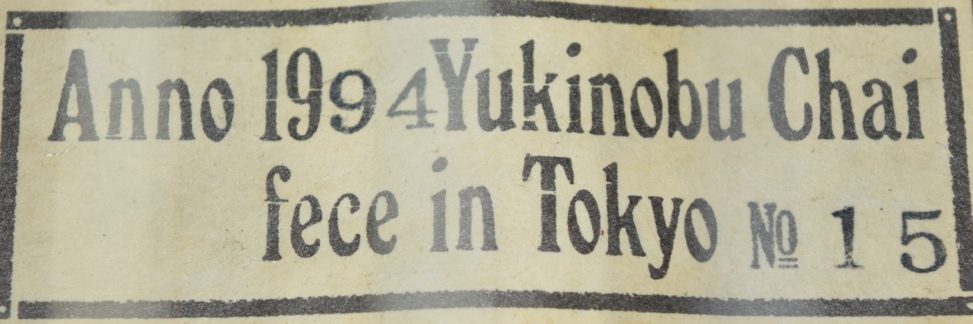 Anno 1994 Yukinobu Chai
fece in Tokyo № 15